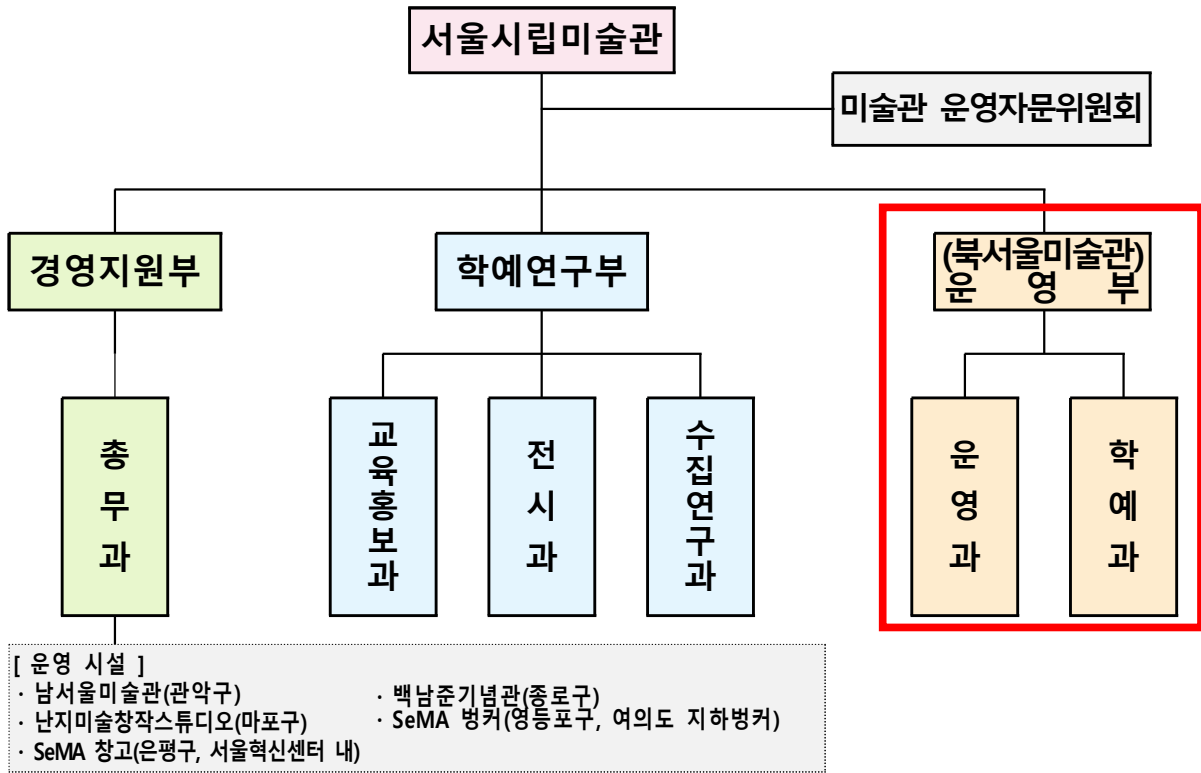 서울시립미술관
미술관 운영자문위원회
경영지원부
학예연구부
(북서울미술관)
운 영 부
총무과
교육홍보과
전시과
수집연구과
운영과
학예과
[ 운영 시설 ]
· 남서울미술관(관악구)
· 백남준기념관(종로구)
· 난지미술창작스튜디오(마포구)
· SeMA 벙커(영등포구, 여의도 지하벙커)
· SeMA 창고(은평구, 서울혁신센터 내)